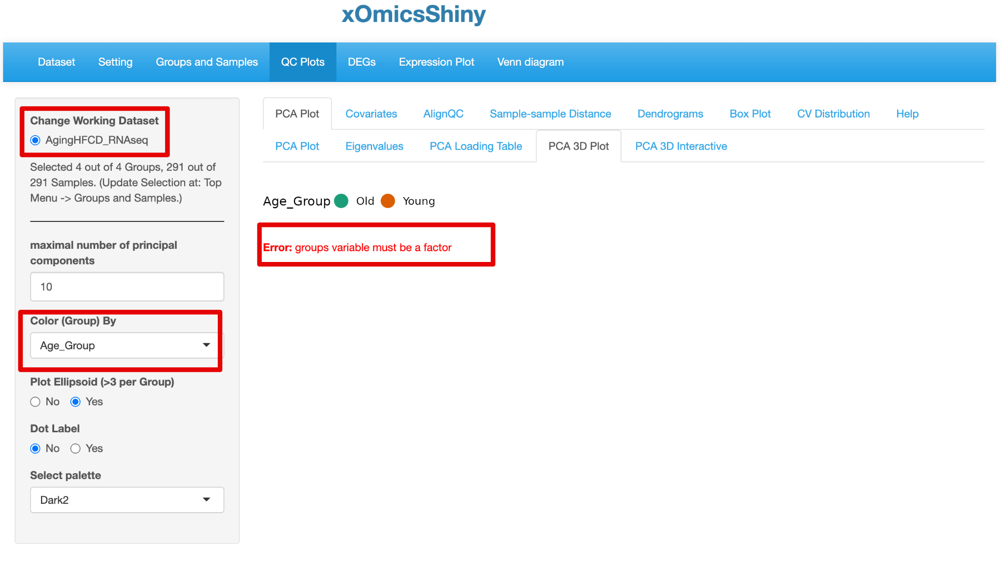 xOmicsShiny
Dataset Setting Groups and Samples QC Plots DEGs Expression Plot Venn diagram
Change Working Dataset
AgingHFCD_RNAseq
Selected 4 out of 4 Groups, 291 out of
291 Samples. (Update Selection at: Top
Menu -> Groups and Samples.)
maximal number of principal
components
10
Color (Group) By
Age_Group
Plot Ellipsoid (>3 per Group)
No Yes
Dot Label
No Yes
Select palette
Dark2
PCA Plot Covariates AlignQC Sample-sample Distance Dendrograms Box Plot CV Distribution Help
PCA Plot Eigenvalues PCA Loading Table PCA 3D Plot PCA 3D Interactive
Age_Group Old Young
Error: groups variable must be a factor